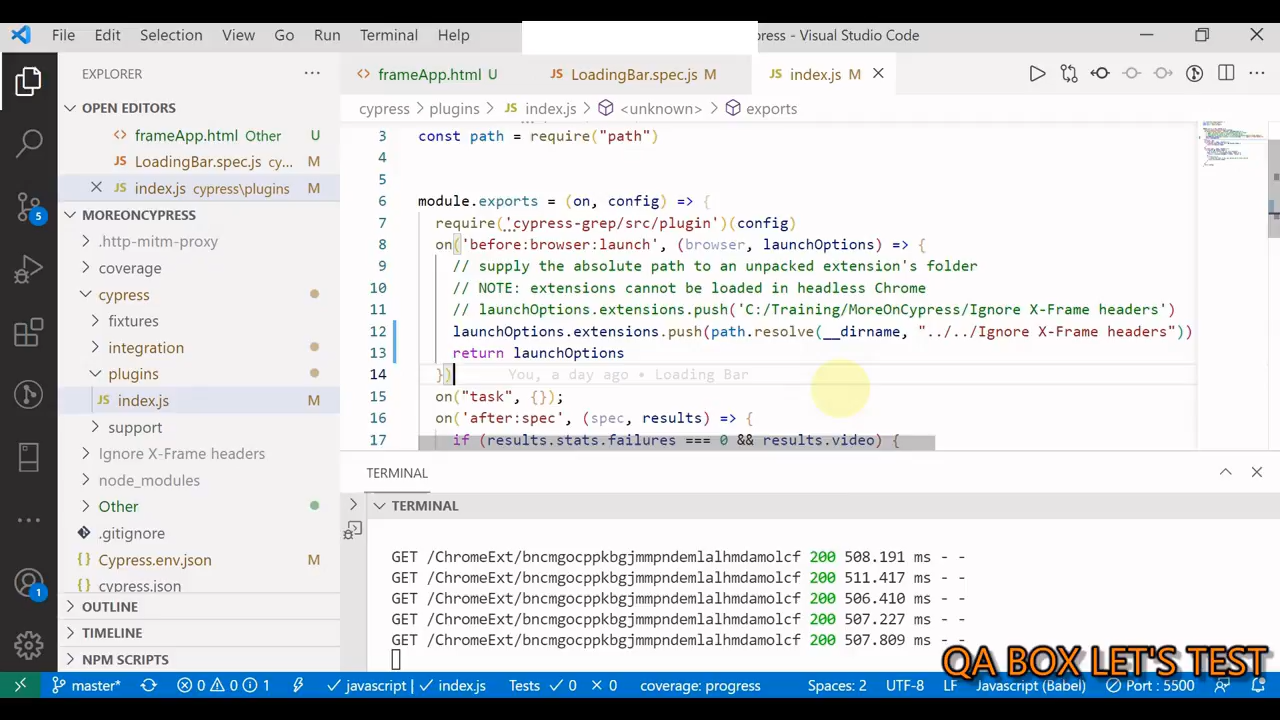 File Edit Selection View Go Run Terminal Help
press - Visual Studio Code
EXPLORER
OPEN EDITORS
frameApp.html Other U
LoadingBar.spec.js cy... M
index.js cypress\plugins M
MOREONCYPRESS
.http-mitm-proxy
coverage
cypress
fixtures
integration
plugins
JS index.js M
support
Ignore X-Frame headers
node_modules
Other
.gitignore
{} Cypress.env.json M
{} cypress.json
OUTLINE
TIMELINE
NPM SCRIPTS
5
1
<> frameApp.html U
JS LoadingBar.spec.js M
JS index.js M
cypress > plugins > JS index.js > <unknown> > exports
3 const path = require("path")
4
5
6 module.exports = (on, config) => {
7 require('cypress-grep/src/plugin')(config)
8 on('before:browser:launch', (browser, launchOptions) => {
9 // supply the absolute path to an unpacked extension's folder
10 // NOTE: extensions cannot be loaded in headless Chrome
11 // launchOptions.extensions.push('C:/Training/MoreOnCypress/Ignore X-Frame headers')
12 launchOptions.extensions.push(path.resolve(__dirname, "../../Ignore X-Frame headers"))
13 return launchOptions
14 }) You, a day ago • Loading Bar
15 on("task", {});
16 on('after:spec', (spec, results) => {
17 if (results.stats.failures === 0 && results.video) {
TERMINAL
TERMINAL
GET /ChromeExt/bncmgocppkbgjmmpndemlalhmdamolcf 200 508.191 ms - -
GET /ChromeExt/bncmgocppkbgjmmpndemlalhmdamolcf 200 511.417 ms - -
GET /ChromeExt/bncmgocppkbgjmmpndemlalhmdamolcf 200 506.410 ms - -
GET /ChromeExt/bncmgocppkbgjmmpndemlalhmdamolcf 200 507.227 ms - -
GET /ChromeExt/bncmgocppkbgjmmpndemlalhmdamolcf 200 507.809 ms - -
QA BOX LET'S TEST
master* 0 0 1 javascript | index.js Tests 0 0 coverage: progress Spaces: 2 UTF-8 LF Javascript (Babel) Port : 5500